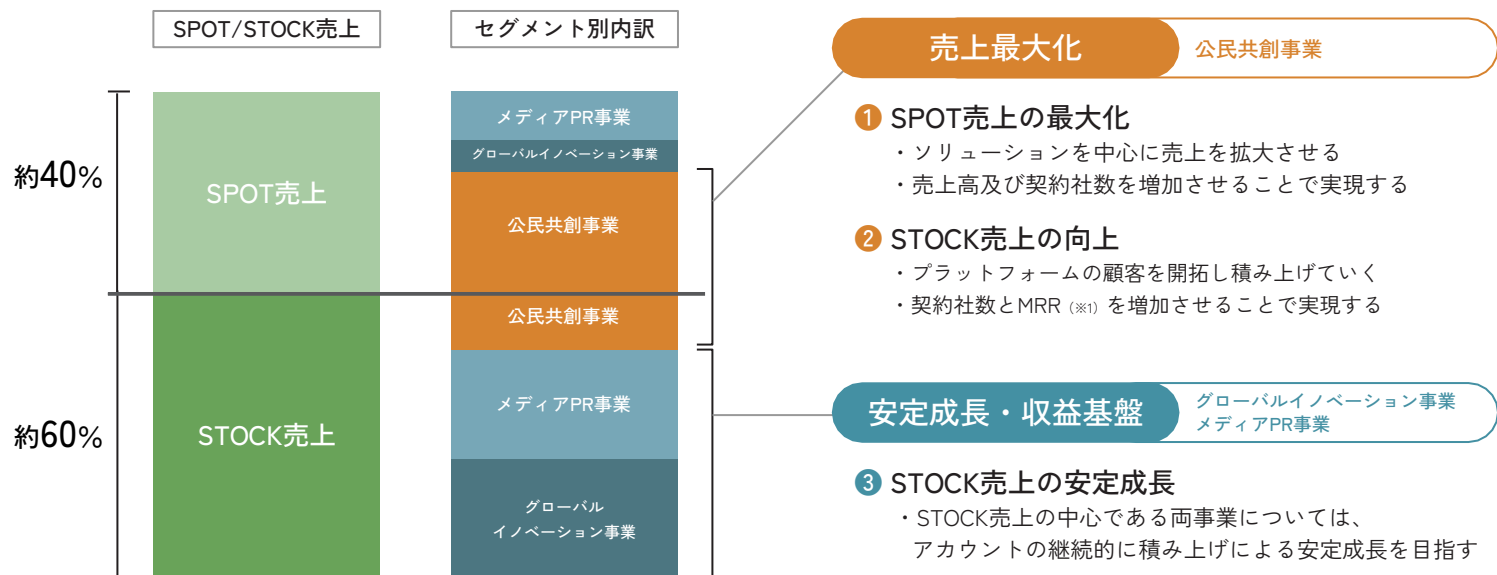 SPOT/STOCK売上
セグメント別内訳
約40%
約60%
SPOT売上
STOCK売上
メディアPR事業
グローバルイノベーション事業
公民共創事業
公民共創事業
メディアPR事業
グローバル
イノベーション事業
売上最大化
公民共創事業
❶ SPOT売上の最大化
・ソリューションを中心に売上を拡大させる
・売上高及び契約社数を増加させることで実現する
❷ STOCK売上の向上
・プラットフォームの顧客を開拓し積み上げていく
・契約社数とMRR (※1) を増加させることで実現する
安定成長・収益基盤
グローバルイノベーション事業
メディアPR事業
❸ STOCK売上の安定成長
・STOCK売上の中心である両事業については、
アカウントの継続的に積み上げによる安定成長を目指す